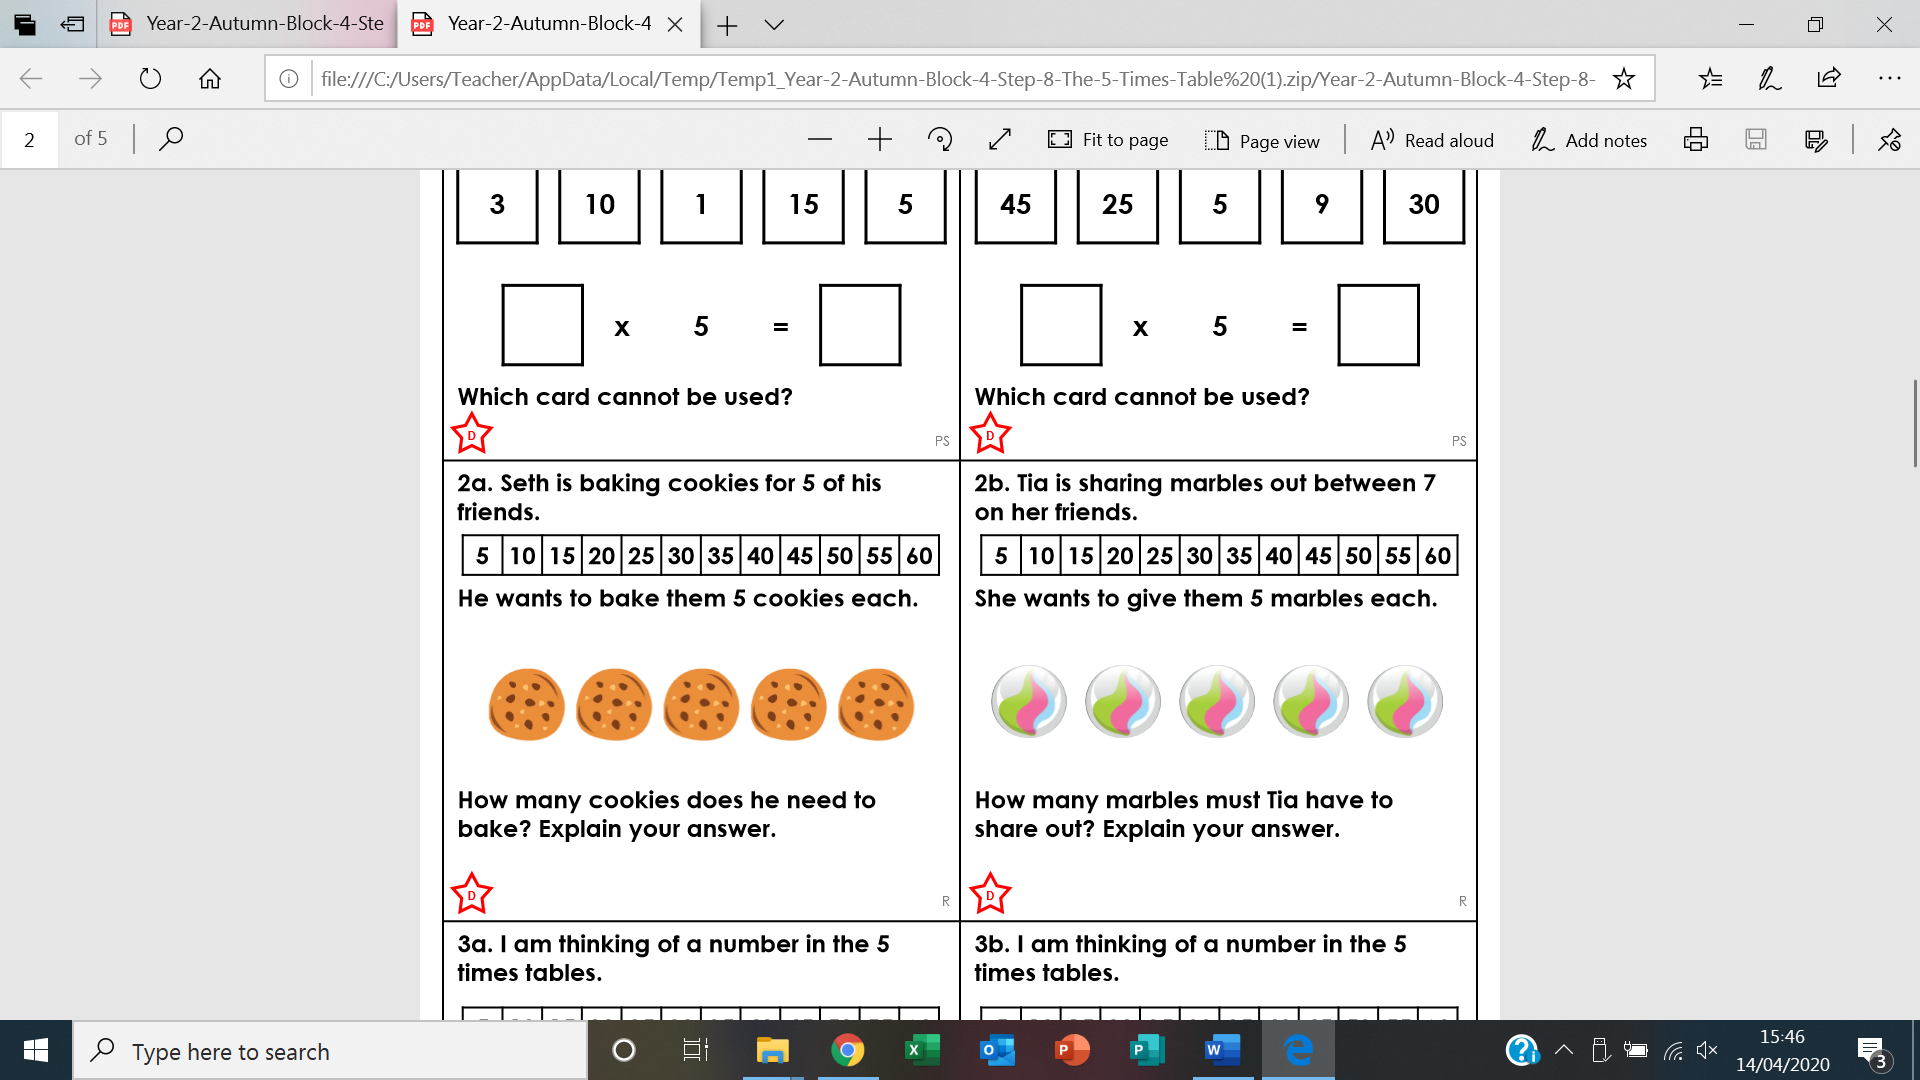 Year-2-Autumn-Block-4-Ste
Year-2-Autumn-Block-4
file:///C:/Users/Teacher/AppData/Local/Temp/Temp1_Year-2-Autumn-Block-4-Step-8-The-5-Times-Table%20(1).zip/Year-2-Autumn-Block-4-Step-8-
2 of 5
Fit to page
Page view
Read aloud
Add notes
3 10 1 15 5
x 5 =
Which card cannot be used?
D
PS
45 25 5 9 30
x 5 =
Which card cannot be used?
D
PS
2a. Seth is baking cookies for 5 of his
friends.
5 10 15 20 25 30 35 40 45 50 55 60
He wants to bake them 5 cookies each.
How many cookies does he need to
bake? Explain your answer.
D
R
2b. Tia is sharing marbles out between 7
on her friends.
5 10 15 20 25 30 35 40 45 50 55 60
She wants to give them 5 marbles each.
How many marbles must Tia have to
share out? Explain your answer.
D
R
3a. I am thinking of a number in the 5
times tables.
3b. I am thinking of a number in the 5
times tables.
Type here to search
15:46
14/04/2020
3